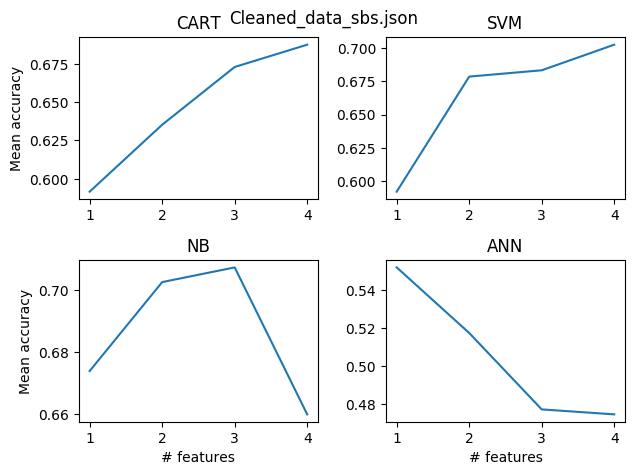 Cleaned_data_sbs.json
CART
SVM
Mean accuracy
0.675
0.650
0.625
0.600
1 2 3 4
0.700
0.675
0.650
0.625
0.600
1 2 3 4
NB
ANN
Mean accuracy
0.70
0.68
0.66
1 2 3 4
# features
0.54
0.52
0.50
0.48
1 2 3 4
# features